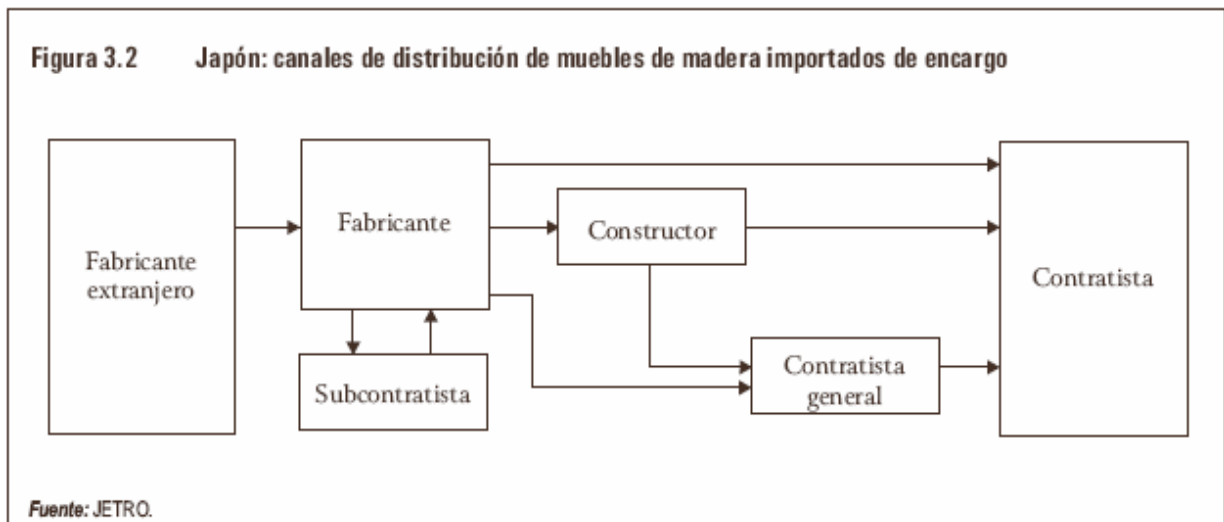 Figura 3.2 Japón: canales de distribución de muebles de madera importados de encargo
Fabricante
extranjero
Fabricante
Subcontratista
Constructor
Contratista
general
Contratista
Fuente: JETRO.